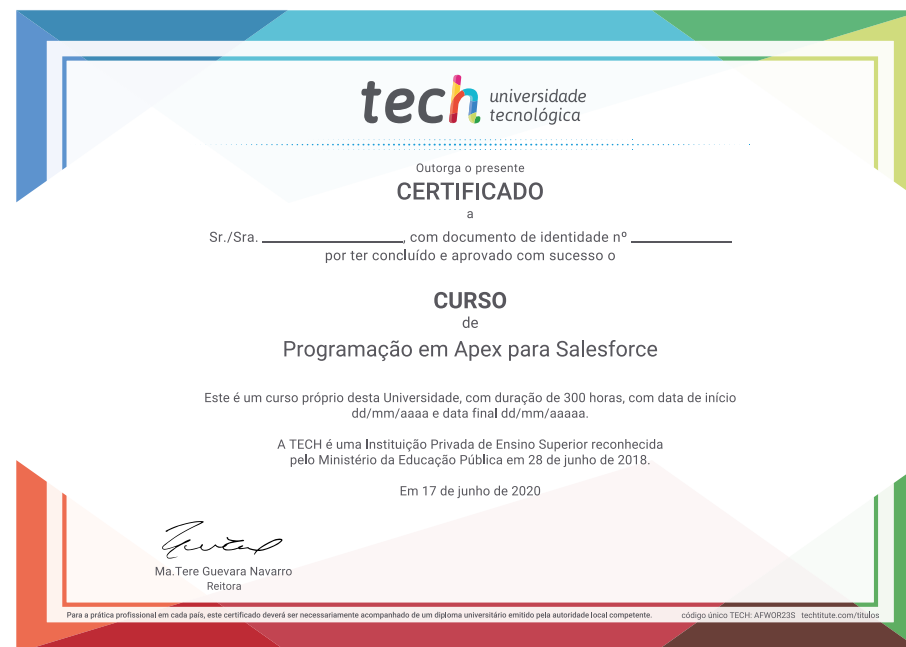 tech universidade
tecnológica
Outorga o presente
CERTIFICADO
a
Sr./Sra. ____________, com documento de identidade nº ____________
por ter concluído e aprovado com sucesso o
CURSO
de
Programação em Apex para Salesforce
Este é um curso próprio desta Universidade, com duração de 300 horas, com data de início
dd/mm/aaaa e data final dd/mm/aaaaa.
A TECH é uma Instituição Privada de Ensino Superior reconhecida
pelo Ministério da Educação Pública em 28 de junho de 2018.
Em 17 de junho de 2020
Ma.Tere Guevara Navarro
Reitora
Para a prática profissional em cada país, este certificado deverá ser necessariamente acompanhado de um diploma universitário emitido pela autoridade local competente. código único TECH: AFWOR23S techtitute.com/títulos